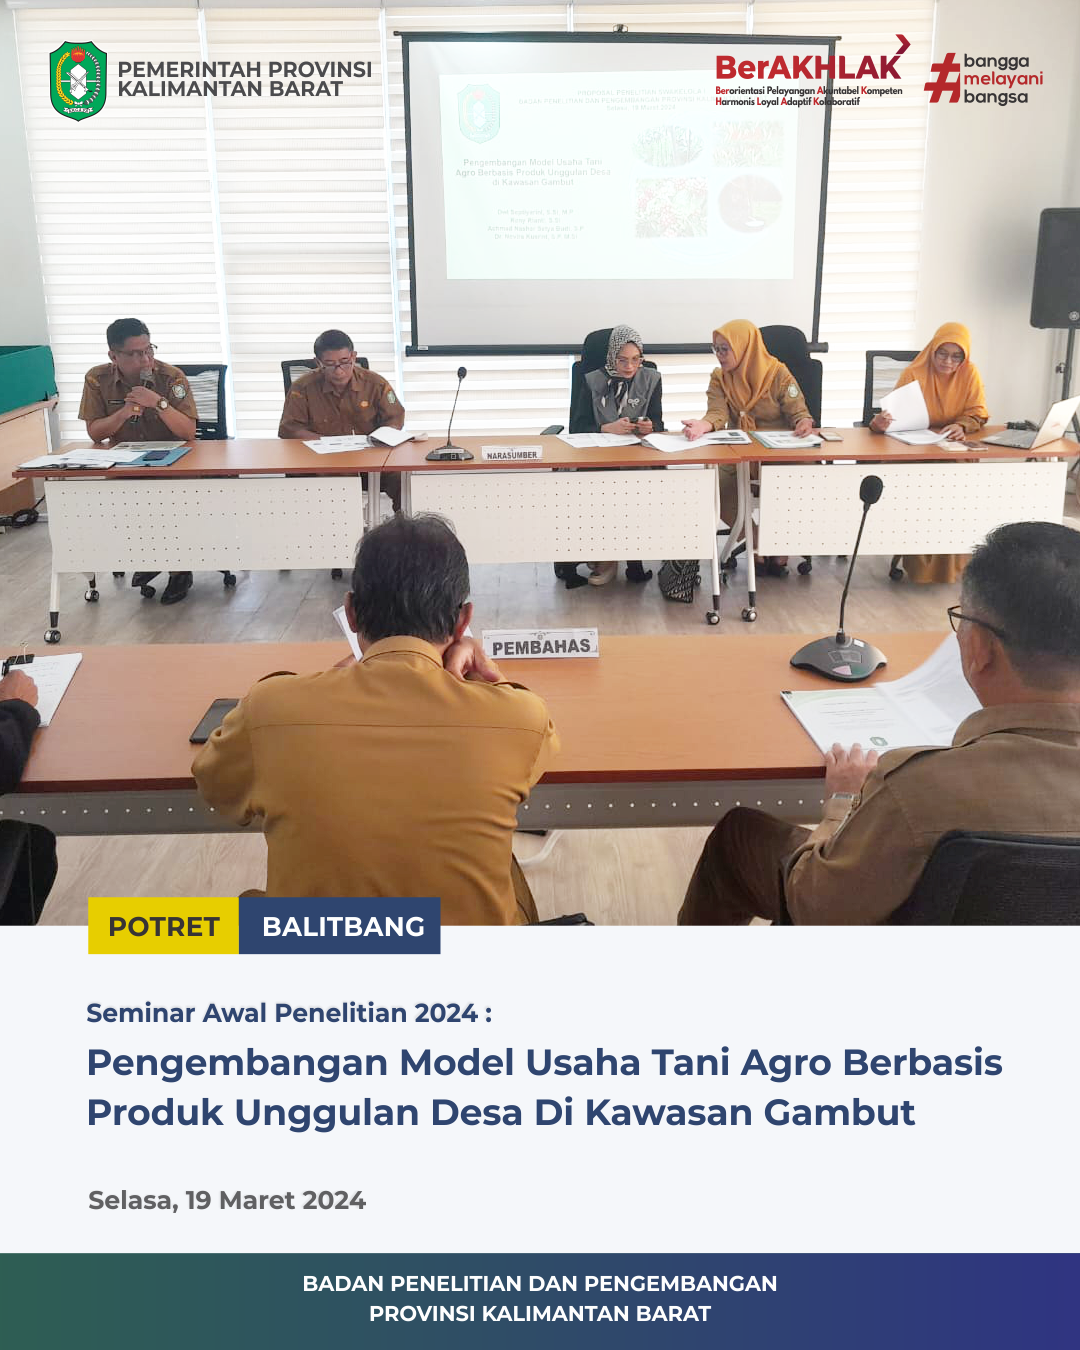 PEMERINTAH PROVINSI
KALIMANTAN BARAT
BerAKHLAK
Berorientasi Pelayangan Akuntabel Kompeten
Harmonis Loyal Adaptif Kolaboratif
#bangga
melayani
bangsa
Pengembangan Model Usaha Tani
Agro Berbasis Produk Unggulan Desa
di Kawasan Gambut
NARASUMBER
PEMBAHAS
POTRET BALITBANG
Seminar Awal Penelitian 2024 :
Pengembangan Model Usaha Tani Agro Berbasis
Produk Unggulan Desa Di Kawasan Gambut
Selasa, 19 Maret 2024
BADAN PENELITIAN DAN PENGEMBANGAN
PROVINSI KALIMANTAN BARAT